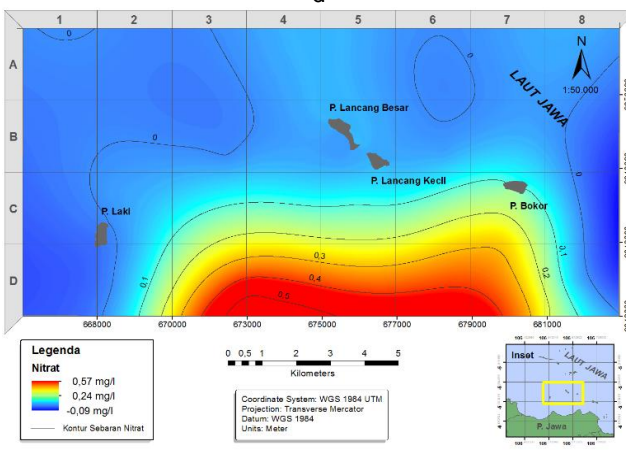 a
1 2 3 4 5 6 7 8
A
N
LAUT JAWA
1:50.000
0
0
P. Lancang Besar
B
0
0
P. Lancang Kecil
C
P. Laki
P. Bokor
0,1
0,1
0,3
0,2
D
0,4
0,5
668000 670000 673000 675000 677000 679000 681000
Legenda
Nitrat
0,57 mg/l
0,24 mg/l
-0,09 mg/l
Kontur Sebaran Nitrat
0 0,5 1 2 3 4 5
Kilometers
Coordinate System: WGS 1984 UTM
Projection: Transverse Mercator
Datum: WGS 1984
Units: Meter
Inset
LAUT JAWA
P. Jawa